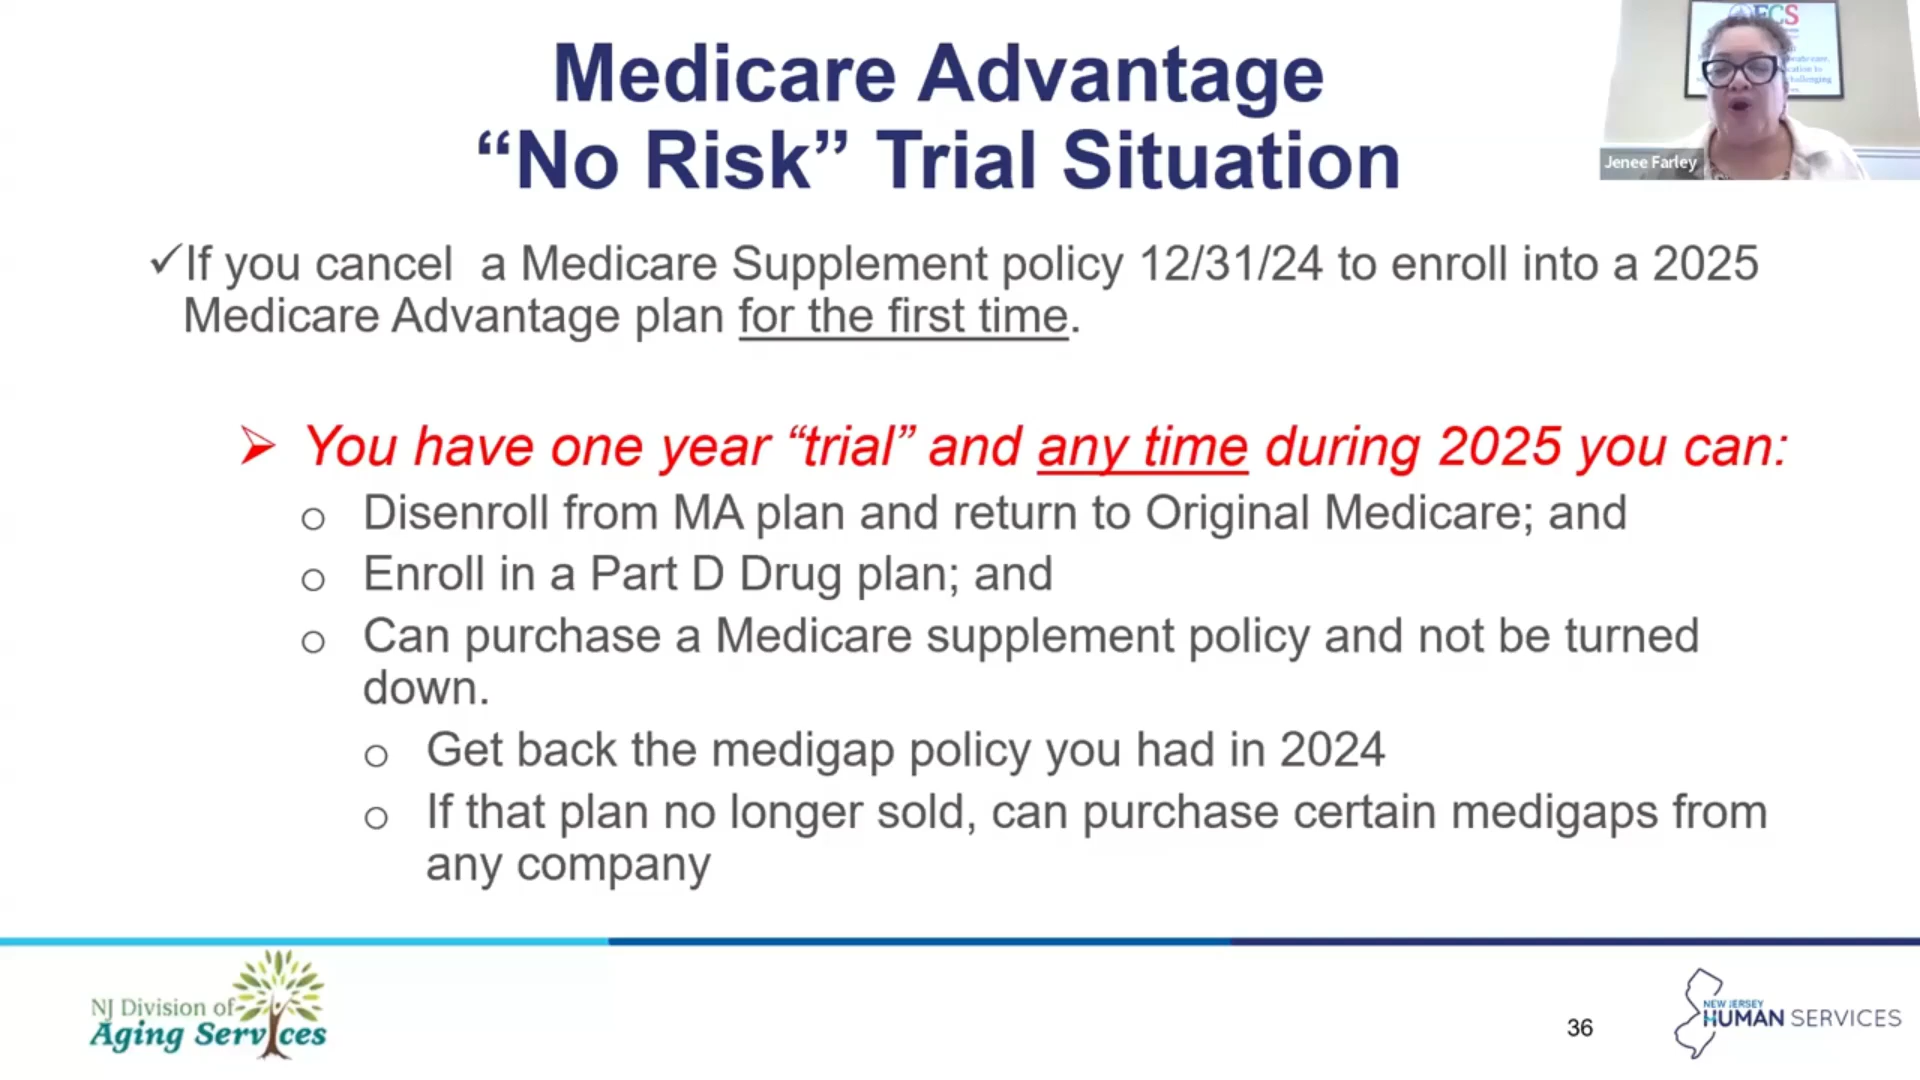 Medicare Advantage
“No Risk” Trial Situation
ECS
Jenee Farley
✓If you cancel  a Medicare Supplement policy 12/31/24 to enroll into a 2025
Medicare Advantage plan for the first time.
➢ You have one year “trial” and any time during 2025 you can:
o Disenroll from MA plan and return to Original Medicare; and
o Enroll in a Part D Drug plan; and
o Can purchase a Medicare supplement policy and not be turned
down.
o Get back the medigap policy you had in 2024
o If that plan no longer sold, can purchase certain medigaps from
any company
NJ Division of
Aging Services
36
NEW JERSEY
HUMAN SERVICES